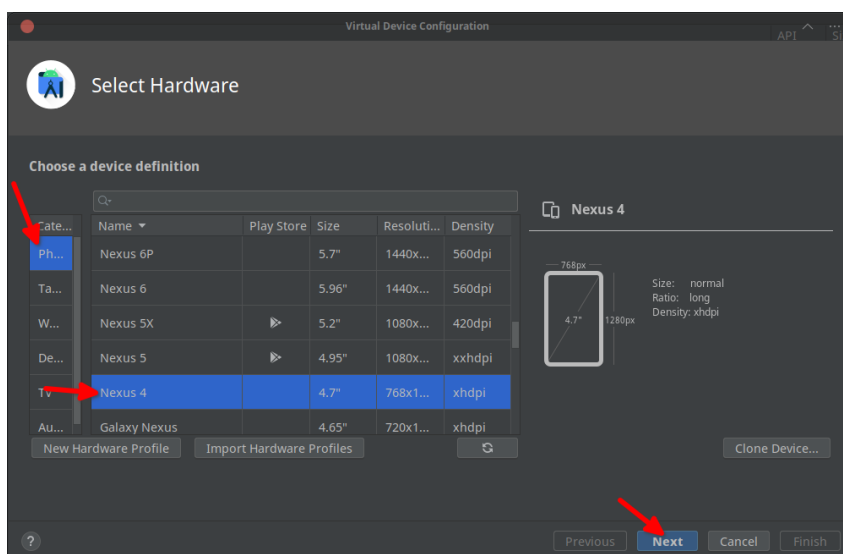 Virtual Device Configuration
API
Si
Select Hardware
Choose a device definition
Cate... Name Play Store Size Resoluti... Density
Ph... Nexus 6P 5.7" 1440x... 560dpi
Ta... Nexus 6 5.96" 1440x... 560dpi
W... Nexus 5X 5.2" 1080x... 420dpi
De... Nexus 5 4.95" 1080x... xxhdpi
TV Nexus 4 4.7" 768x1... xhdpi
Au... Galaxy Nexus 4.65" 720x1... xhdpi
New Hardware Profile Import Hardware Profiles
Nexus 4
768px
4.7"
1280px
Size: normal
Ratio: long
Density: xhdpi
Clone Device...
? Previous Next Cancel Finish